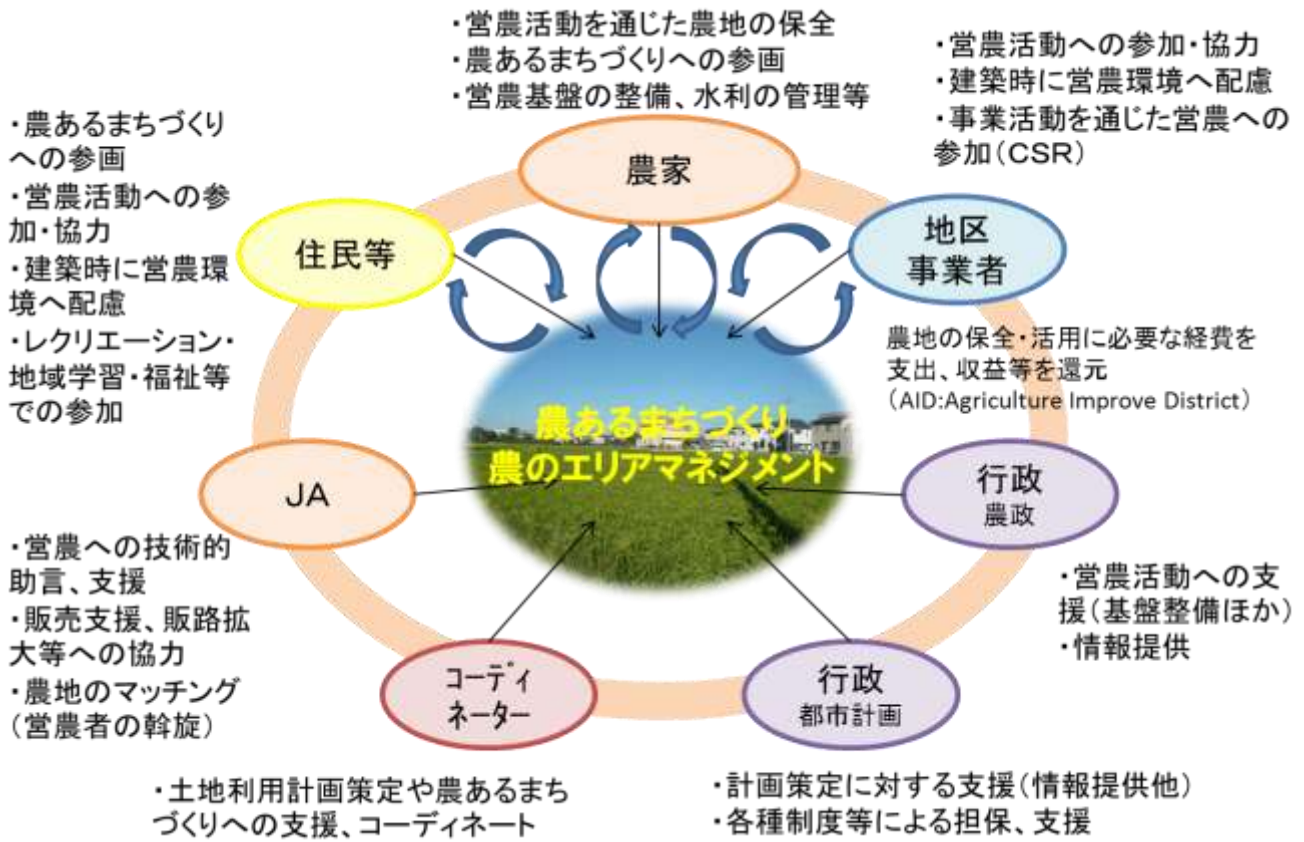 ・営農活動を通じた農地の保全
・農あるまちづくりへの参画
・営農基盤の整備、水利の管理等
農家
・営農活動への参加・協力
・建築時に営農環境へ配慮
・事業活動を通じた営農への
参加(CSR)
地区
事業者
・農あるまちづくり
への参画
・営農活動への参
加・協力
・建築時に営農環
境へ配慮
・レクリエーション・
地域学習・福祉等
での参加
住民等
農地の保全・活用に必要な経費を
支出、収益等を還元
(AID:Agriculture Improve District)
農あるまちづくり
農のエリアマネジメント
JA
・営農への技術的
助言、支援
・販売支援、販路拡
大等への協力
・農地のマッチング
(営農者の斡旋)
行政
農政
・営農活動への支
援(基盤整備ほか)
・情報提供
コーディ
ネーター
・土地利用計画策定や農あるまち
づくりへの支援、コーディネート
行政
都市計画
・計画策定に対する支援(情報提供他)
・各種制度等による担保、支援